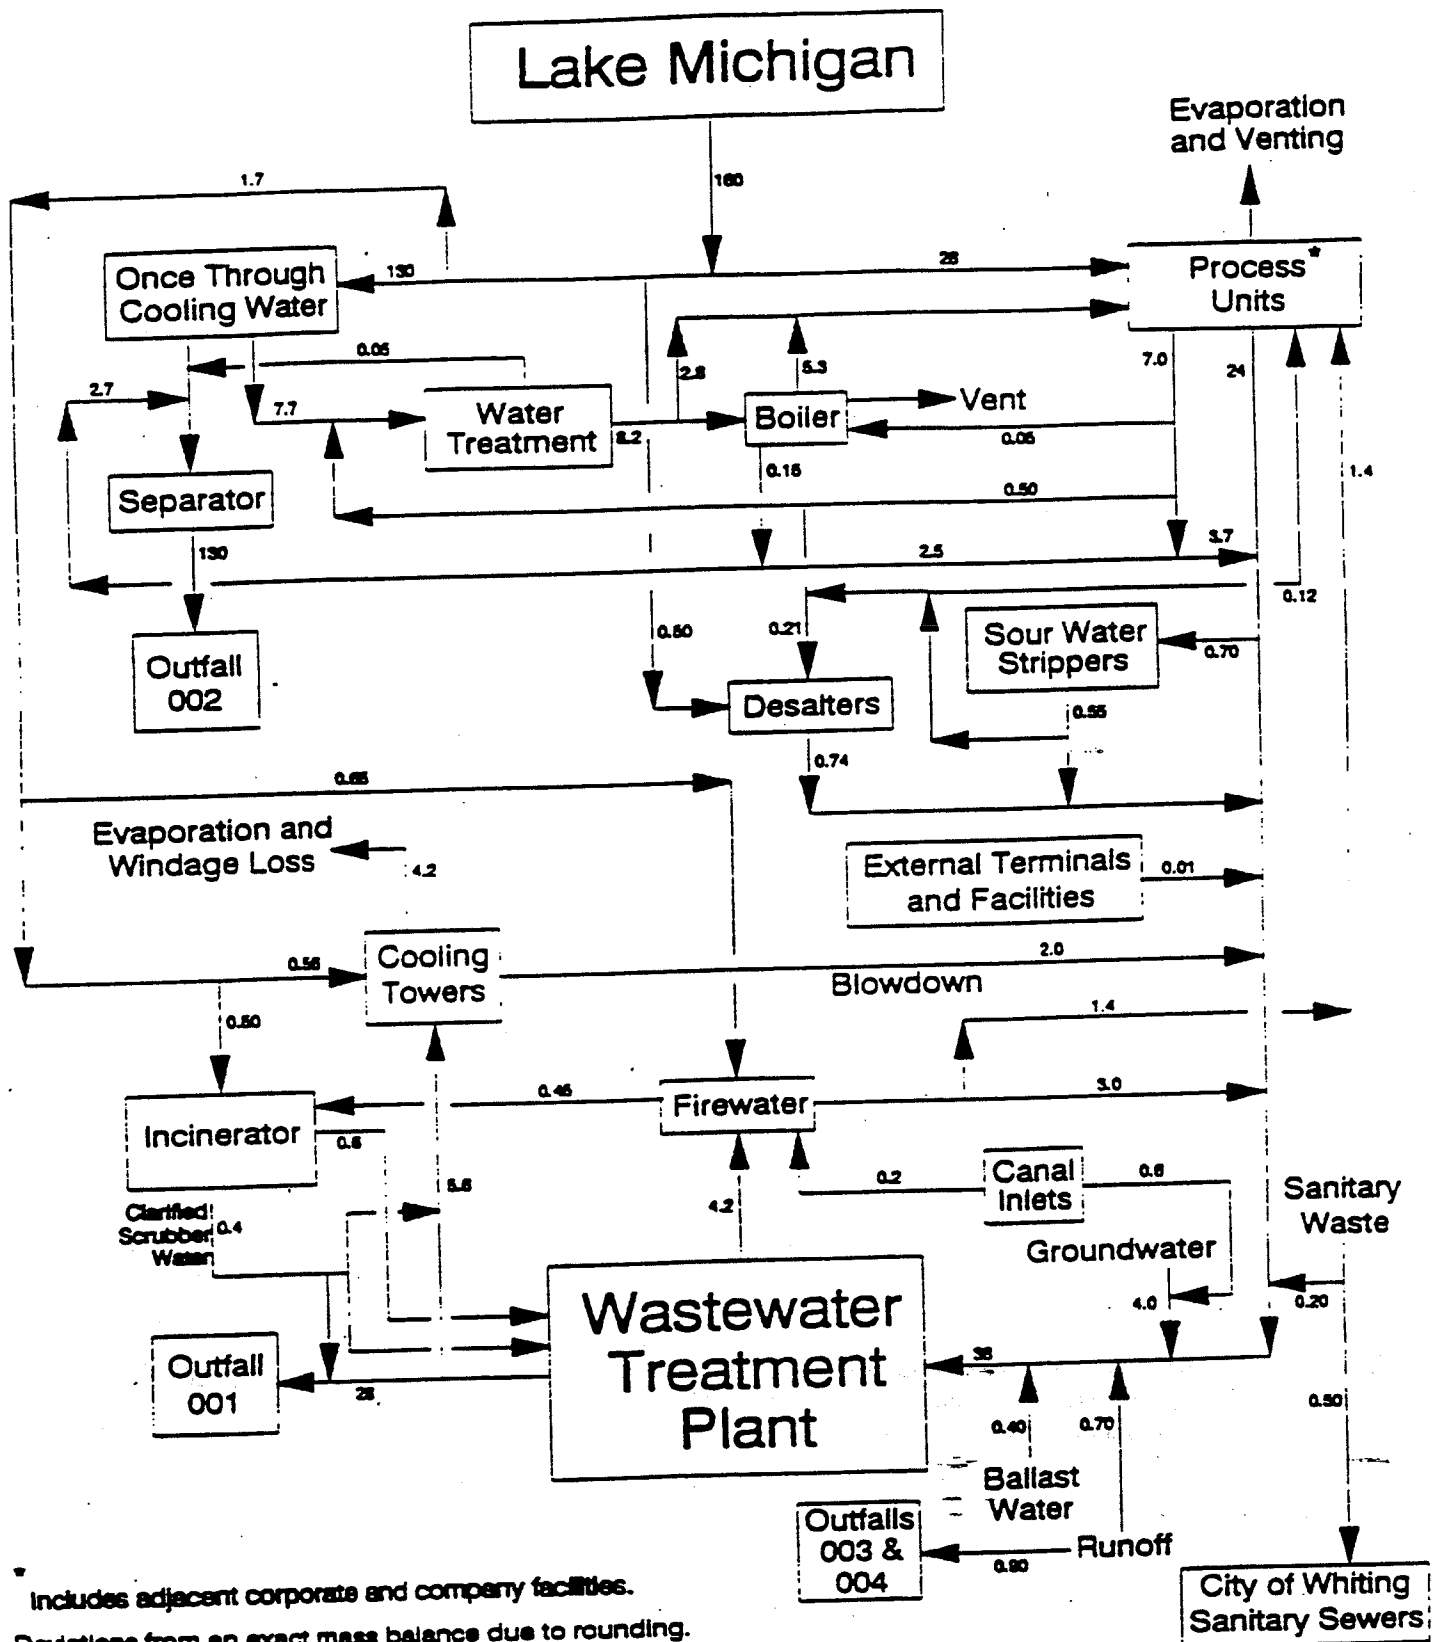 Lake Michigan
Evaporation
and Venting
1.7
160
Once Through
Cooling Water
130
28
Process*
Units
0.05
2.8
5.3
7.0
24
2.7
7.7
Water
Treatment
8.2
Boiler
Vent
0.05
1.4
0.15
Separator
0.50
130
2.5
3.7
0.12
Outfall
002
0.50
0.21
Sour Water
Strippers
0.70
Desalters
0.55
0.74
0.65
Evaporation and
Windage Loss
4.2
External Terminals
and Facilities
0.01
0.56
Cooling
Towers
2.0
Blowdown
0.50
1.4
Incinerator
0.45
Firewater
3.0
0.6
5.6
4.2
0.2
Canal
Inlets
0.6
Sanitary
Waste
Clarified
Scrubber
Water
0.4
Groundwater
4.0
0.20
Wastewater
Treatment
Plant
Outfall
001
28
36
0.50
0.40
0.70
Ballast
Water
Outfalls
003 &
004
0.90
Runoff
City of Whiting
Sanitary Sewers
* Includes adjacent corporate and company facilities.
Deviations from an exact mass balance due to rounding.